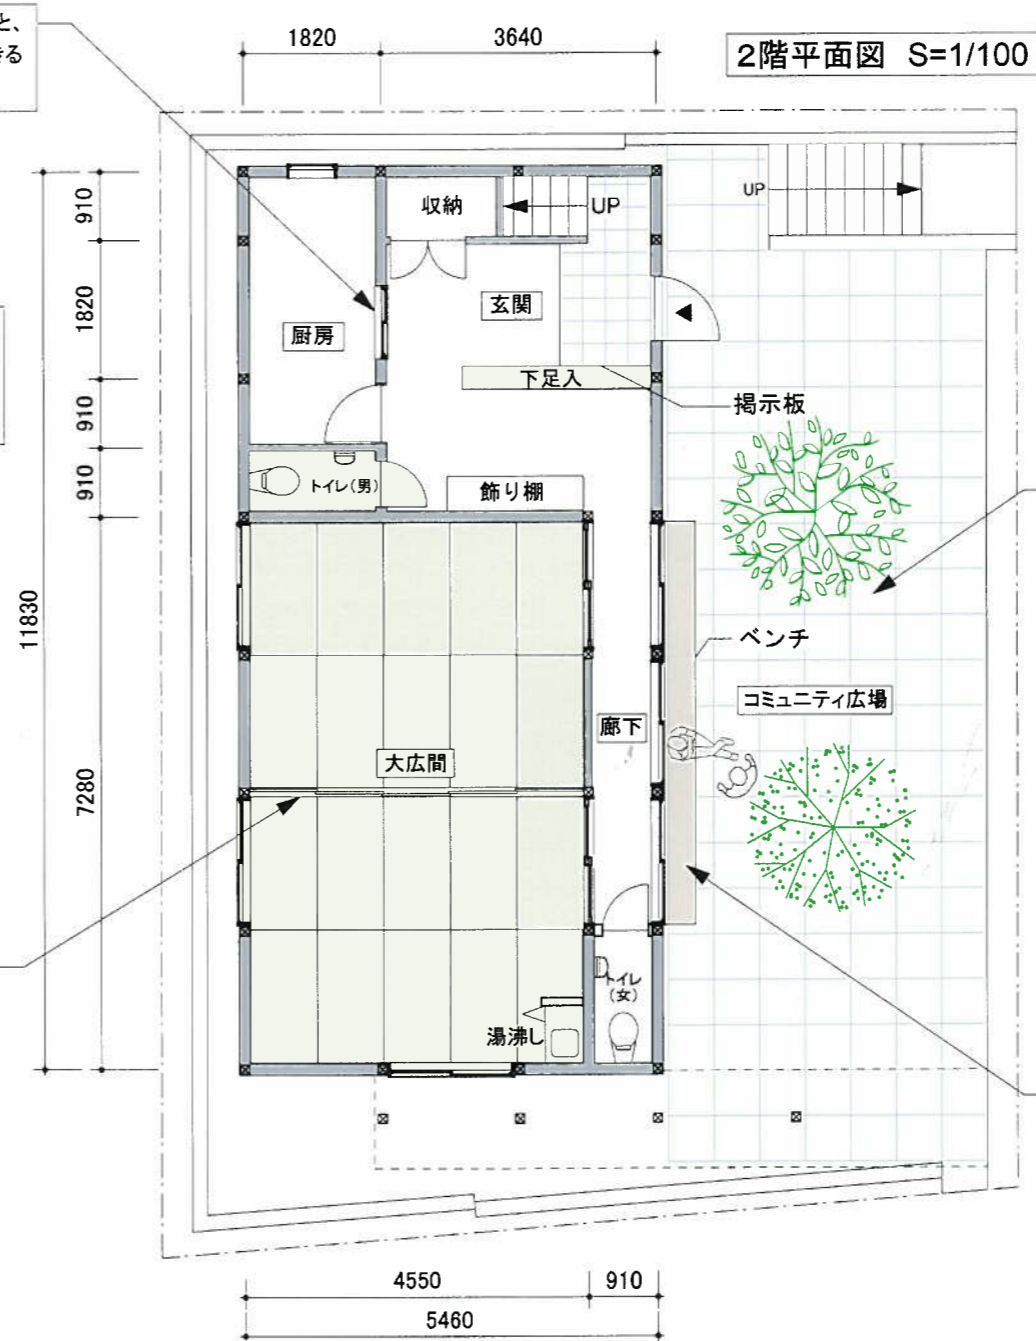 と、
きる
1820 3640
2階平面図 S=1/100
収納
UP
UP
910
1820
910
910
11830
7280
玄関
厨房
下足入
掲示板
トイレ(男)
飾り棚
ベンチ
コミュニティ広場
廊下
大広間
トイレ
(女)
湯沸し
4550 910
5460